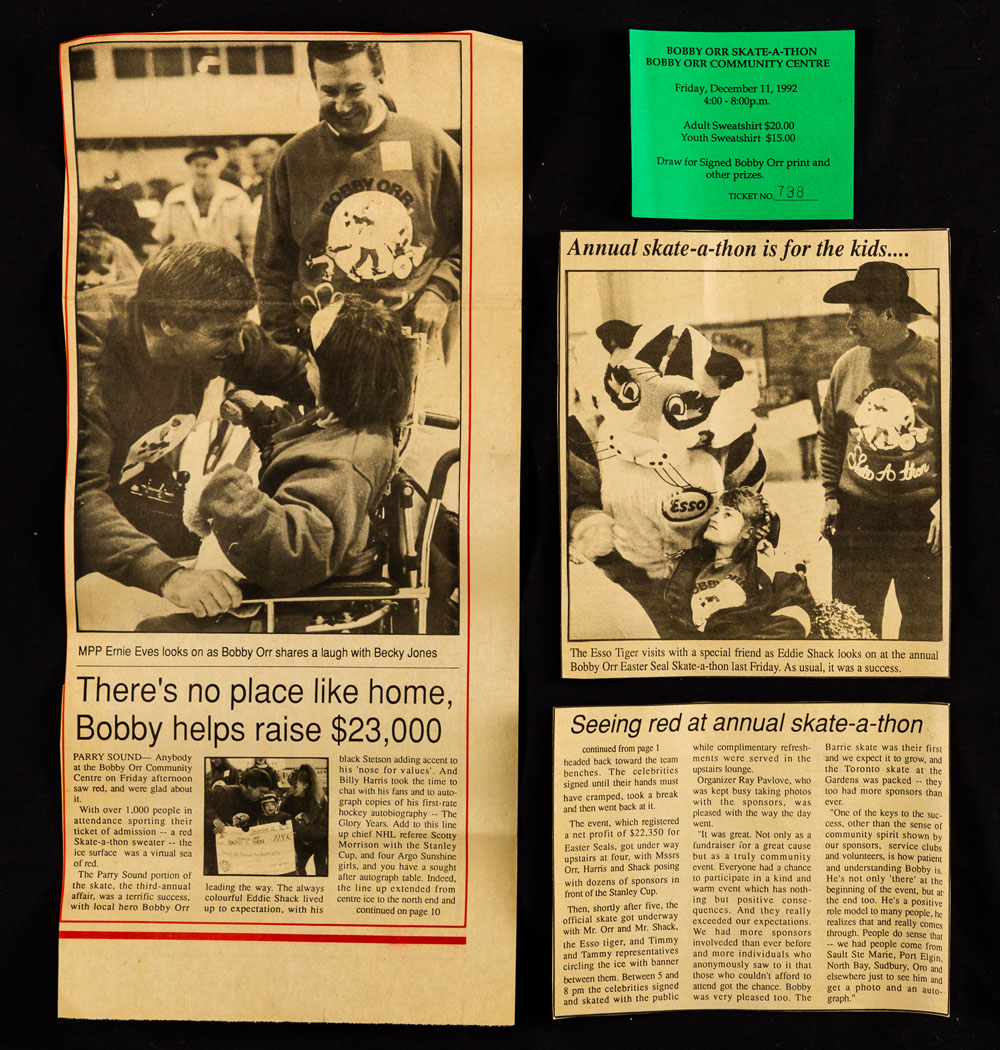 BOBBY ORR
MPP Ernie Eves looks on as Bobby Orr shares a laugh with Becky Jones
There's no place like home,
Bobby helps raise $23,000
PARRY SOUND— Anybody
at the Bobby Orr Community
Centre on Friday afternoon
saw red, and were glad about
it.
With over 1,000 people in
attendance sporting their
ticket of admission -- a red
Skate-a-thon sweater -- the
ice surface was a virtual sea
of red.
The Parry Sound portion of
the skate, the third-annual
affair, was a terrific success,
with local hero Bobby Orr
leading the way. The always
colourful Eddie Shack lived
up to expectation, with his
black Stetson adding accent to
his 'nose for values'. And
Billy Harris took the time to
chat with his fans and to auto-
graph copies of his first-rate
hockey autobiography -- The
Glory Years. Add to this line
up chief NHL referee Scotty
Morrison with the Stanley
Cup, and four Argo Sunshine
girls, and you have a sought
after autograph table. Indeed,
the line up extended from
centre ice to the north end and
continued on page 10
BOBBY ORR SKATE-A-THON
BOBBY ORR COMMUNITY CENTRE
Friday, December 11, 1992
4:00 - 8:00p.m.
Adult Sweatshirt $20.00
Youth Sweatshirt $15.00
Draw for Signed Bobby Orr print and
other prizes.
TICKET NO. 738
Annual skate-a-thon is for the kids....
CHOICE
BOBBY ORR
Skate-A-thon
Esso
BOBBY
The Esso Tiger visits with a special friend as Eddie Shack looks on at the annual
Bobby Orr Easter Seal Skate-a-thon last Friday. As usual, it was a success.
Seeing red at annual skate-a-thon
continued from page 1
headed back toward the team
benches. The celebrities
signed until their hands must
have cramped, took a break
and then went back at it.
The event, which registered
a net profit of $22,350 for
Easter Seals, got under way
upstairs at four, with Mssrs
Orr, Harris and Shack posing
with dozens of sponsors in
front of the Stanley Cup.
Then, shortly after five, the
official skate got underway
with Mr. Orr and Mr. Shack,
the Esso tiger, and Timmy
and Tammy representatives
circling the ice with banner
between them. Between 5 and
8 pm the celebrities signed
and skated with the public
while complimentary refresh-
ments were served in the
upstairs lounge.
Organizer Ray Pavlove, who
was kept busy taking photos
with the sponsors, was
pleased with the way the day
went.
"It was great. Not only as a
fundraiser for a great cause
but as a truly community
event. Everyone had a chance
to participate in a kind and
warm event which has noth-
ing but positive conse-
quences. And they really
exceeded our expectations.
We had more sponsors
involveded than ever before
and more individuals who
anonymously saw to it that
those who couldn't afford to
attend got the chance. Bobby
was very pleased too. The
Barrie skate was their first
and we expect it to grow, and
the Toronto skate at the
Gardens was packed -- they
too had more sponsors than
ever.
"One of the keys to the suc-
cess, other than the sense of
community spirit shown by
our sponsors, service clubs
and volunteers, is how patient
and understanding Bobby is.
He's not only 'there' at the
beginning of the event, but at
the end too. He's a positive
role model to many people, he
realizes that and really comes
through. People do sense that
-- we had people come from
Sault Ste Marie, Port Elgin,
North Bay, Sudbury, Oro and
elsewhere just to see him and
get a photo and an auto-
graph."